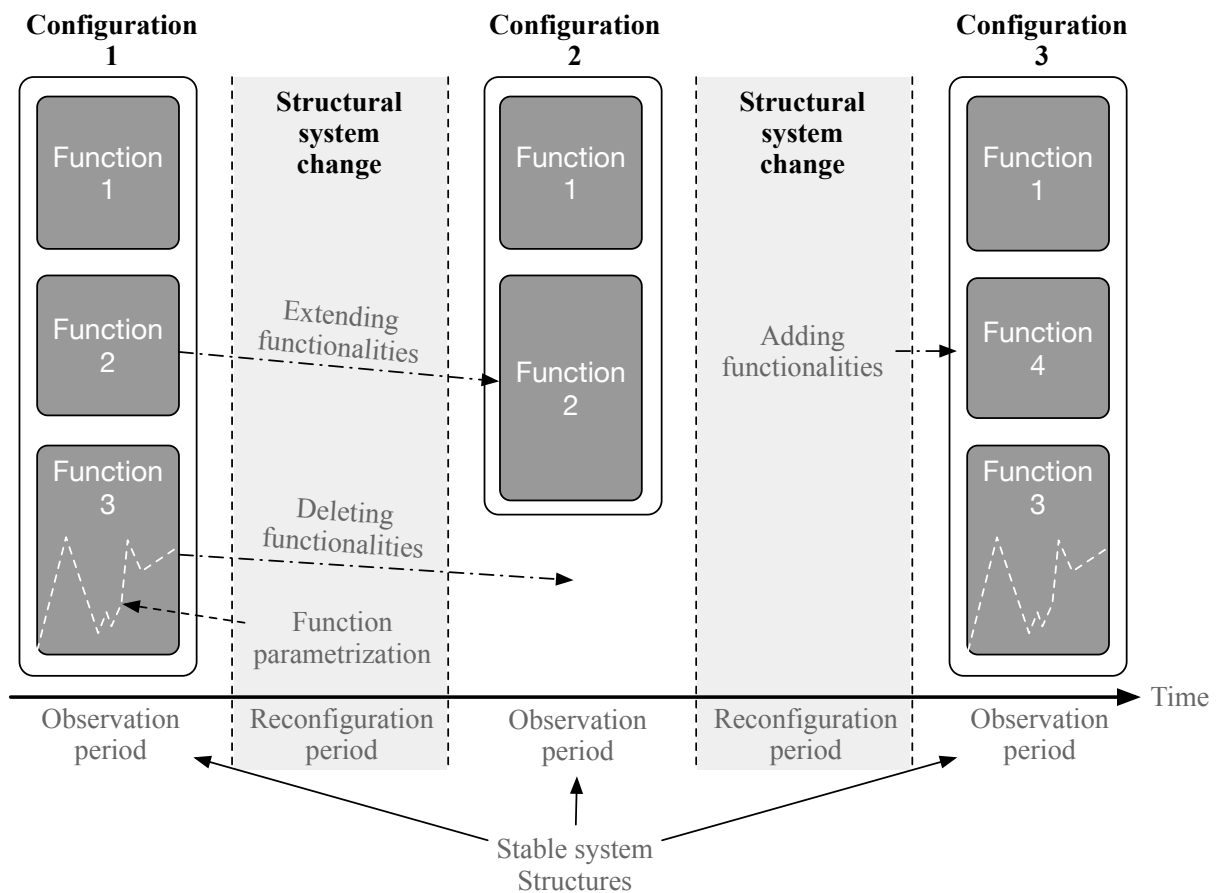 Configuration
1
Configuration
2
Configuration
3
Structural
system
change
Structural
system
change
Function
1
Function
1
Function
1
Function
2
Extending
functionalities
Function
2
Adding
functionalities
Function
4
Function
3
Deleting
functionalities
Function
3
Function
parametrization
Time
Observation
period
Reconfiguration
period
Observation
period
Reconfiguration
period
Observation
period
Stable system
Structures